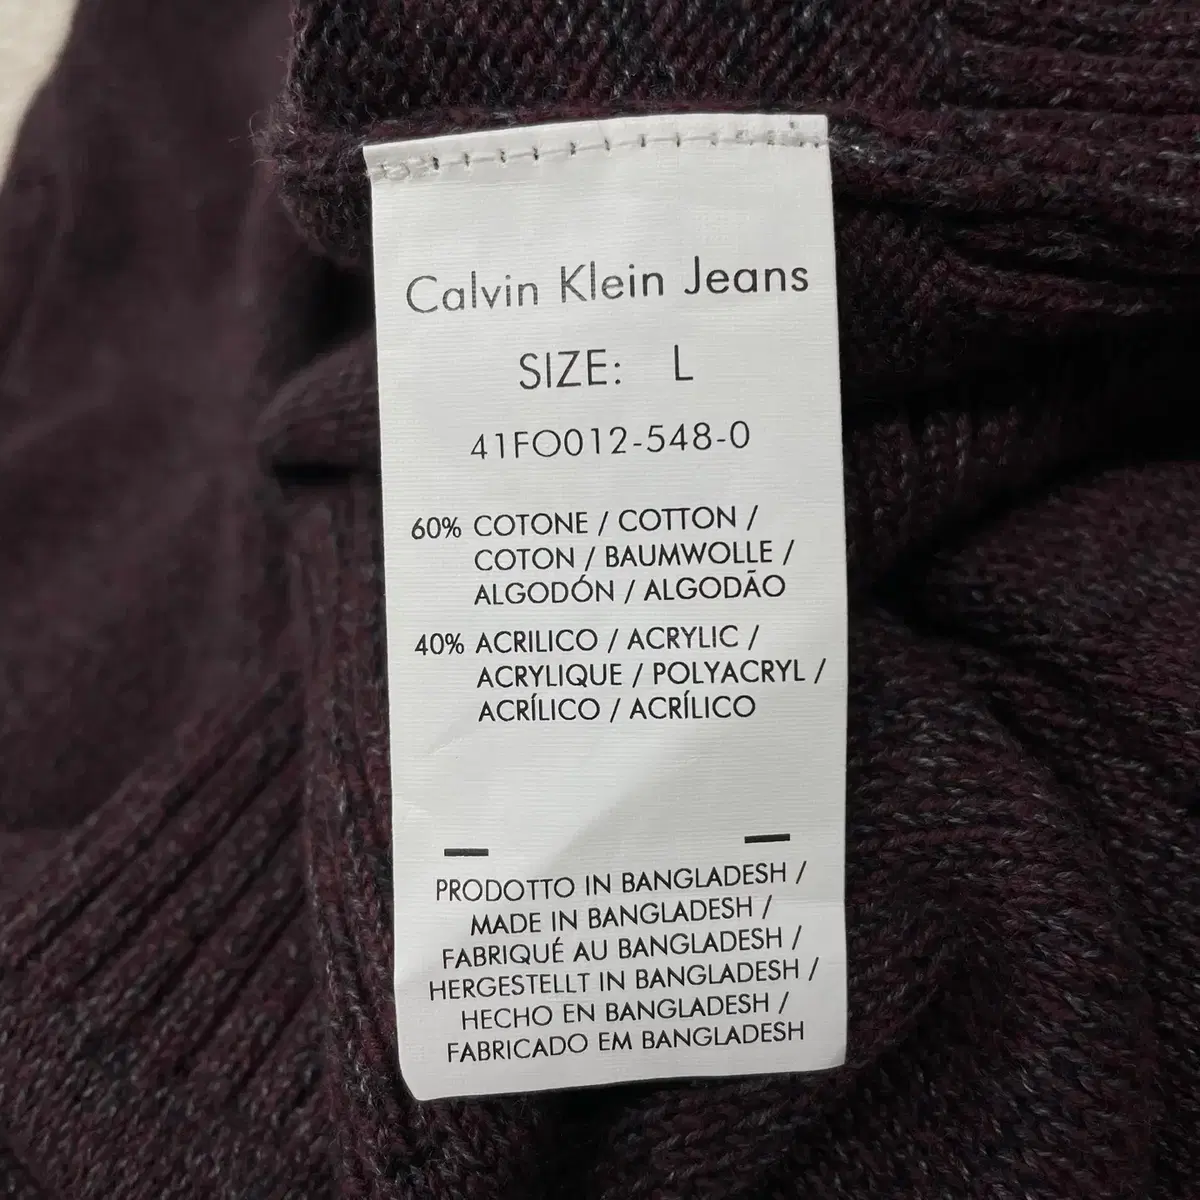 Calvin Klein Jeans
SIZE: L
41FO012-548-0
60% COTONE / COTTON /
COTON / BAUMWOLLE /
ALGODÓN / ALGODÃO
40% ACRILICO / ACRYLIC /
ACRYLIQUE / POLYACRYL /
ACRÍLICO / ACRÍLICO
PRODOTTO IN BANGLADESH /
MADE IN BANGLADESH /
FABRIQUÉ AU BANGLADESH /
HERGESTELLT IN BANGLADESH /
HECHO EN BANGLADESH /
FABRICADO EM BANGLADESH